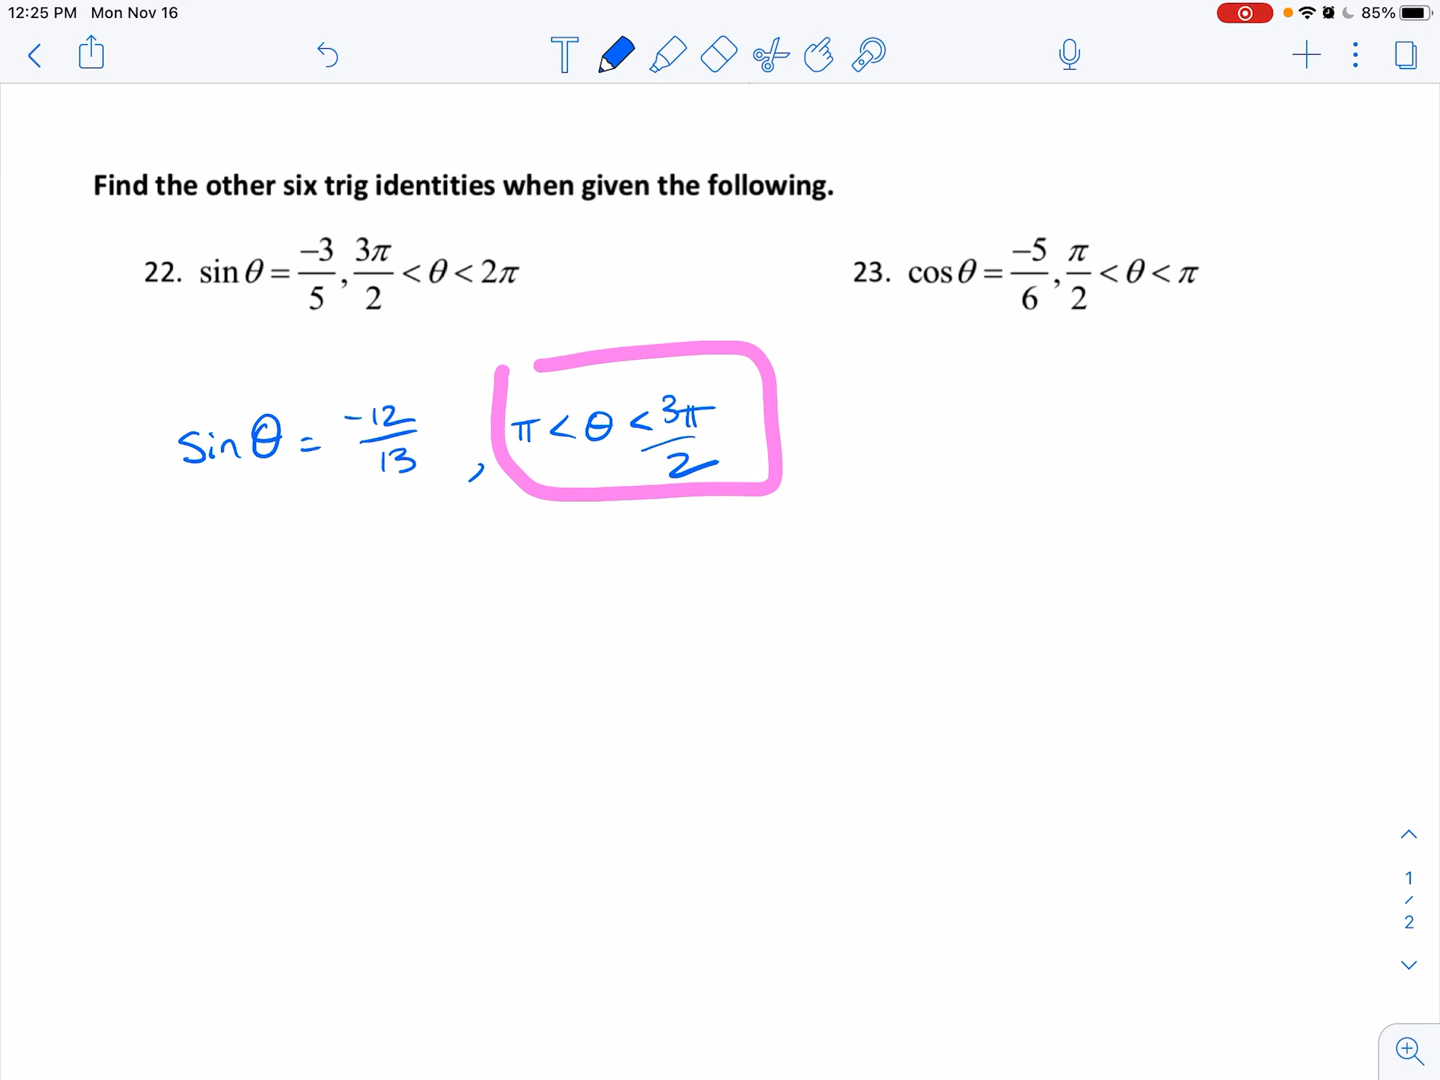 12:25 PM Mon Nov 16 85%
T
Find the other six trig identities when given the following.
22. sin θ = −3/5, 3π/2 < θ < 2π
23. cos θ = −5/6, π/2 < θ < π
sin θ = −12/13, π < θ < 3π/2
1
/
2